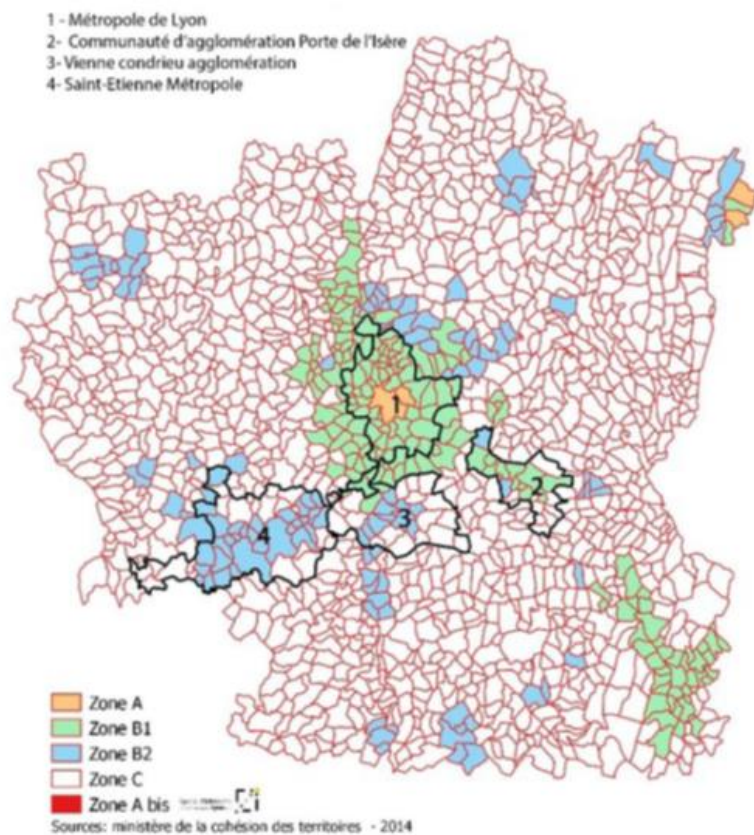 1 - Métropole de Lyon
2- Communauté d'agglomération Porte de l'Isère
3- Vienne condrieu agglomération
4- Saint-Etienne Métropole
1
2
3
4
Zone A
Zone B1
Zone B2
Zone C
Zone A bis
Sources: ministère de la cohésion des territoires - 2014